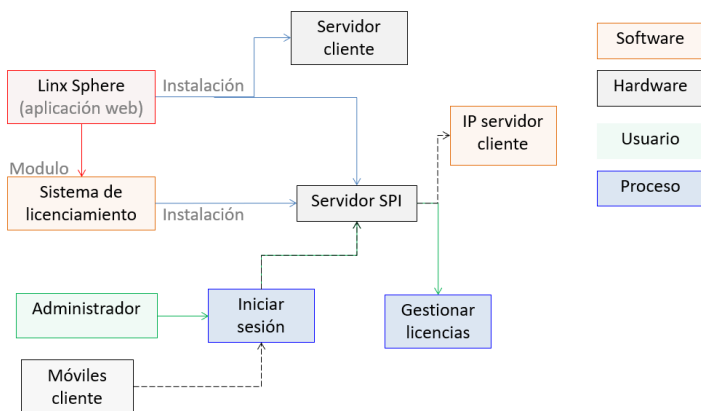 Servidor
cliente
Software
Linx Sphere
(aplicación web)
Instalación
Hardware
IP servidor
cliente
Usuario
Modulo
Sistema de
licenciamiento
Instalación
Servidor SPI
Proceso
Administrador
Iniciar
sesión
Gestionar
licencias
Móviles
cliente